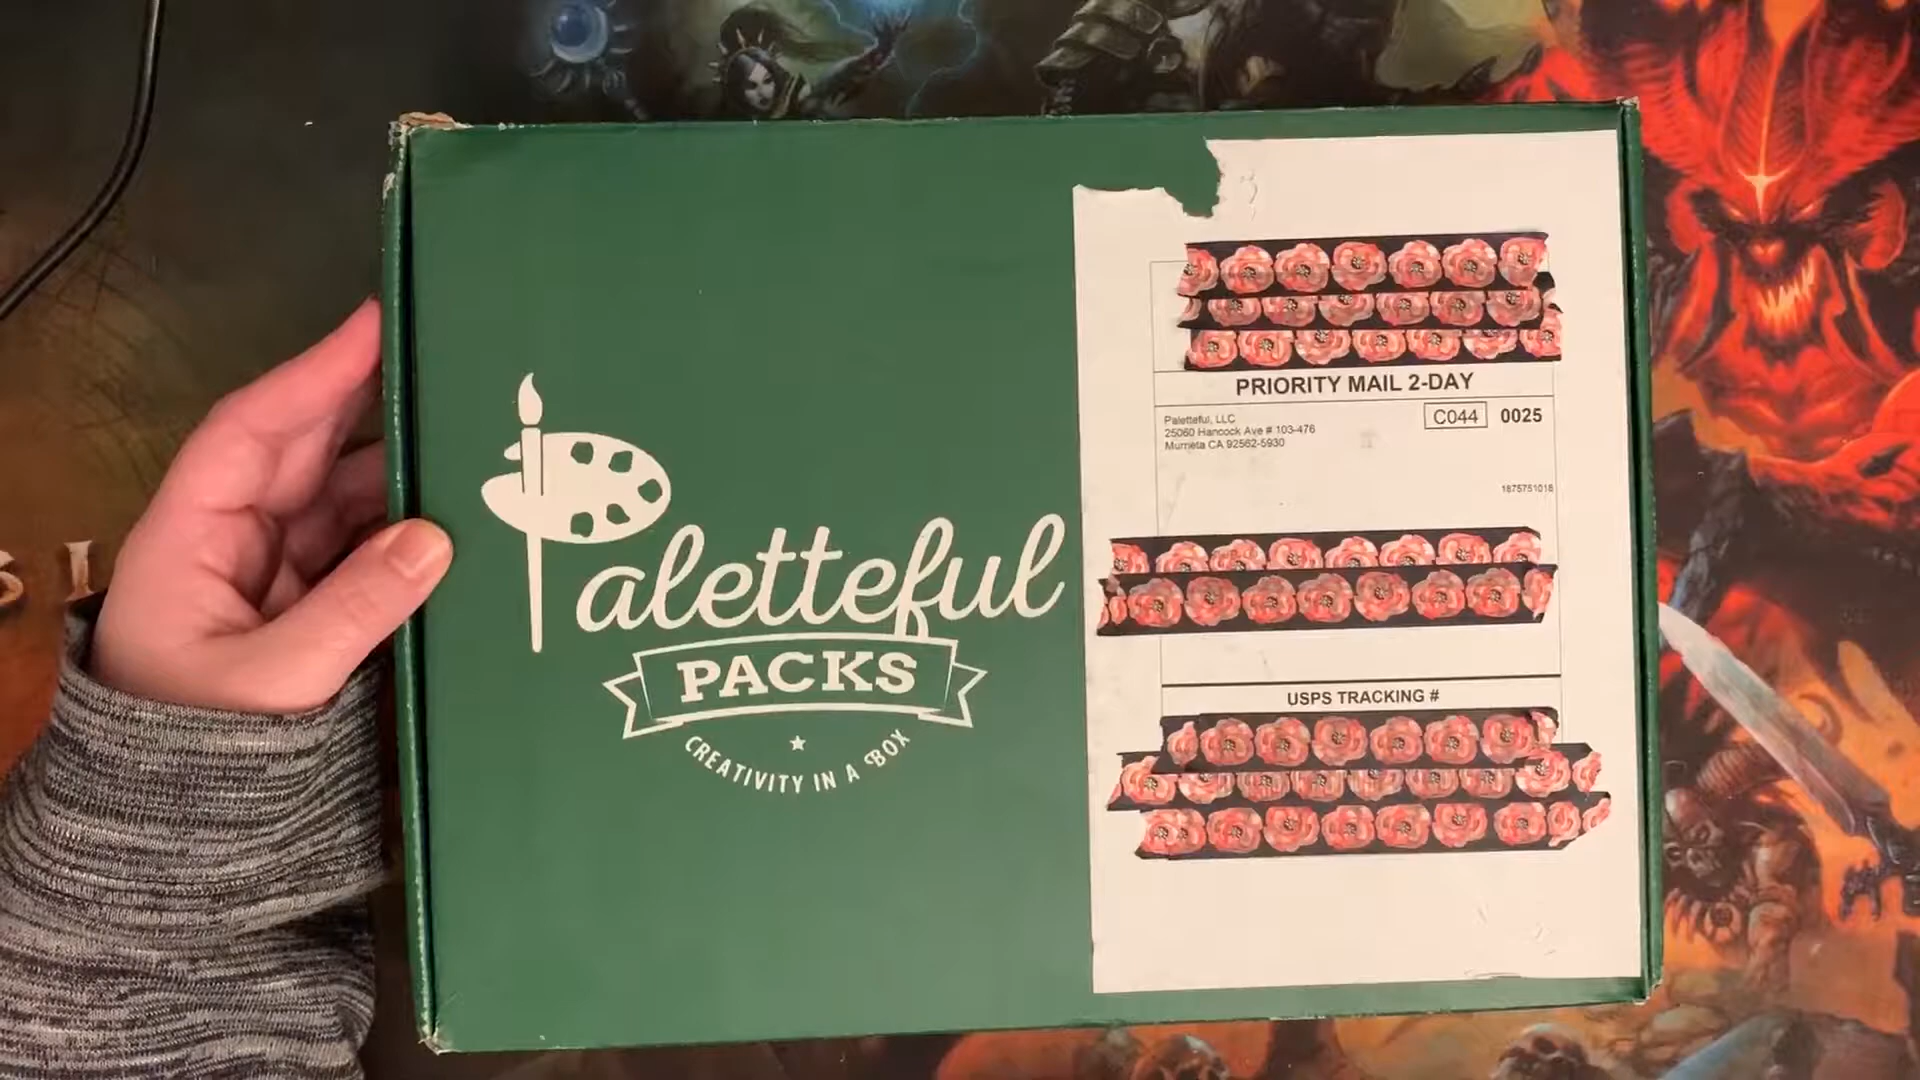 Paletteful
PACKS
CREATIVITY IN A BOX
PRIORITY MAIL 2-DAY
Paletteful, LLC
25060 Hancock Ave # 103-476
Murrieta CA 92562-5930
C044 0025
1875751018
USPS TRACKING #